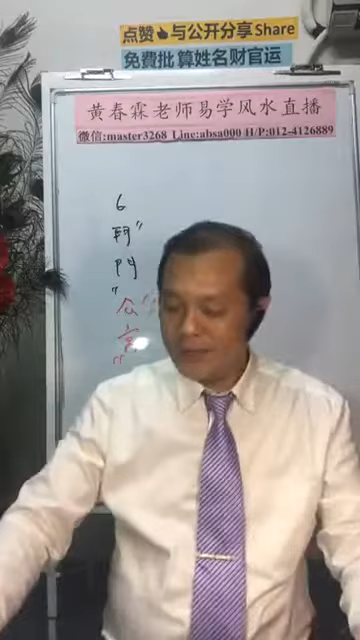 点赞👍与公开分享Share
免费批算姓名财官运
黄春霖老师易学风水直播
微信:master3268 Line:absa000 H/P:012-4126889
6
門
"众
言"